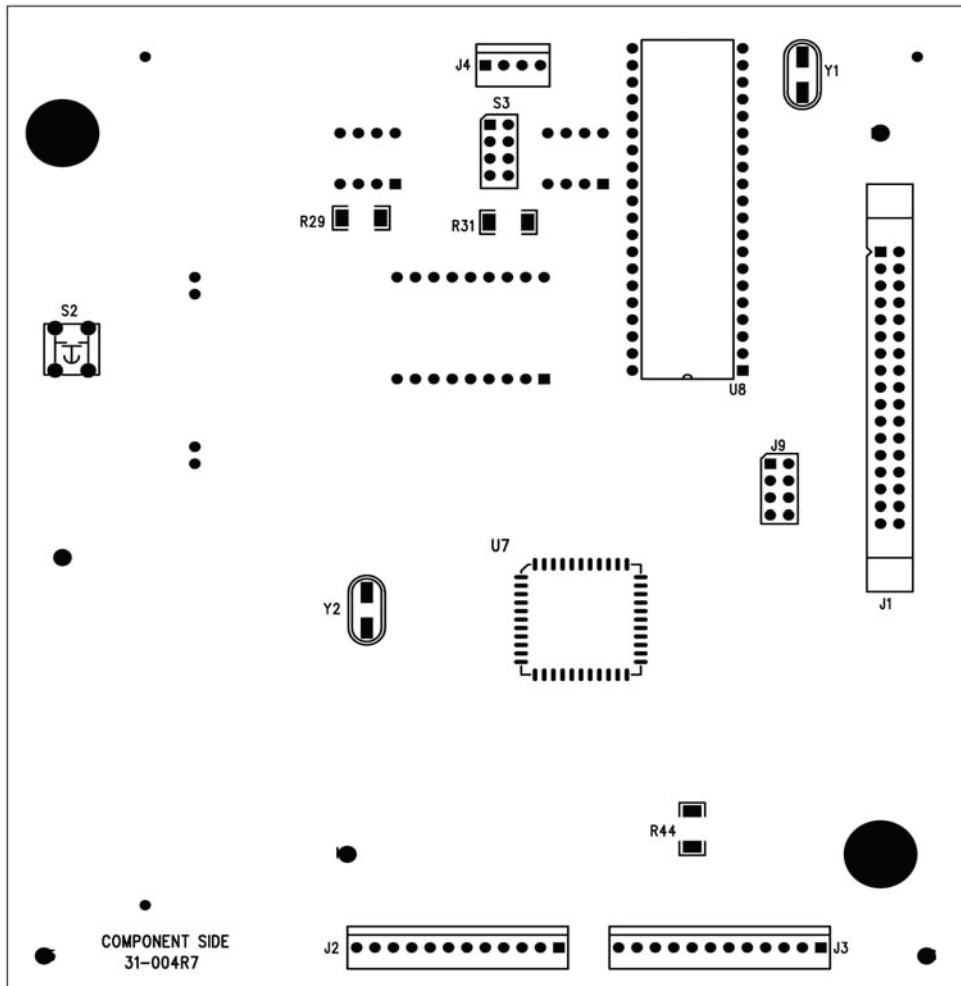 J4
Y1
S3
R29
R31
S2
U8
J9
U7
Y2
J1
R44
COMPONENT SIDE
31-004R7
J2
J3